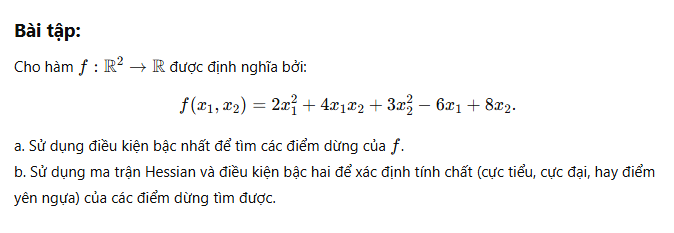 Bài tập:
Cho hàm f : ℝ² → ℝ được định nghĩa bởi:
f(x₁, x₂) = 2x₁² + 4x₁x₂ + 3x₂² − 6x₁ + 8x₂.
a. Sử dụng điều kiện bậc nhất để tìm các điểm dừng của f.
b. Sử dụng ma trận Hessian và điều kiện bậc hai để xác định tính chất (cực tiểu, cực đại, hay điểm
yên ngựa) của các điểm dừng tìm được.